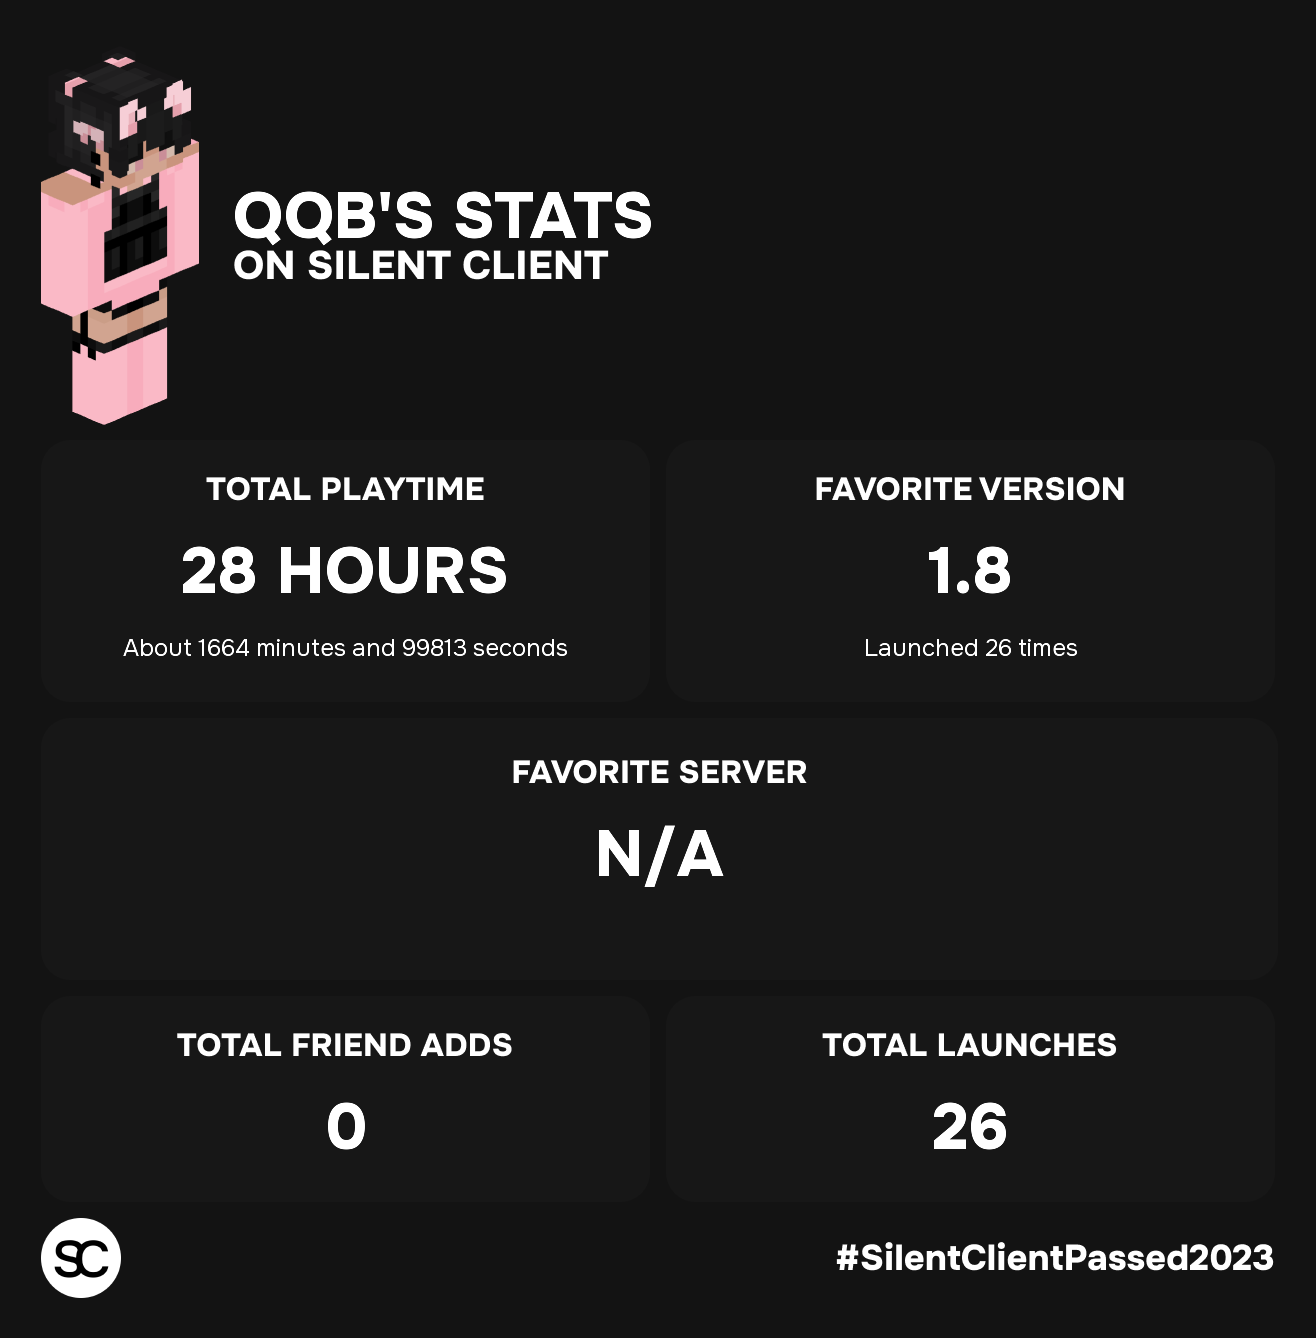 QQB'S STATS
ON SILENT CLIENT
TOTAL PLAYTIME
28 HOURS
About 1664 minutes and 99813 seconds
FAVORITE VERSION
1.8
Launched 26 times
FAVORITE SERVER
N/A
TOTAL FRIEND ADDS
0
TOTAL LAUNCHES
26
SC
#SilentClientPassed2023